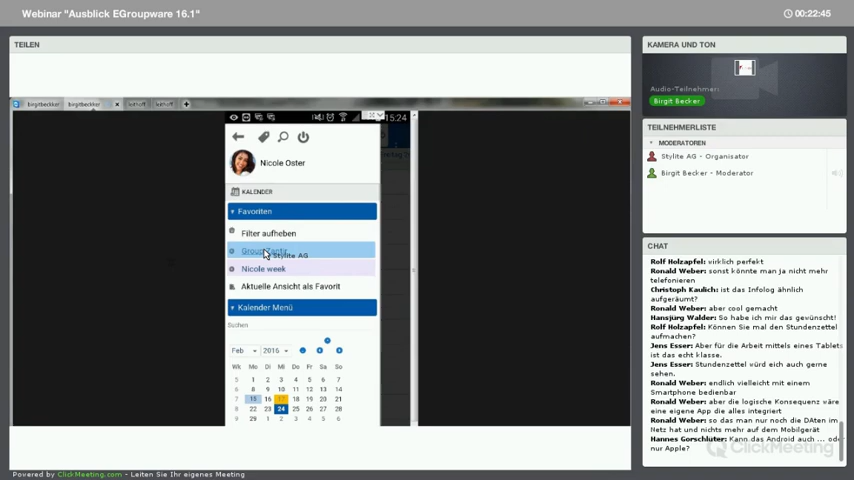 Webinar "Ausblick EGroupware 16.1"
00:22:45
TEILEN
birgitbeckker birgitbeckker kilthoff kilthoff
15:24
Nicole Oster
KALENDER
Favoriten
Filter aufheben
Stylite AG
Nicole week
Aktuelle Ansicht als Favorit
Kalender Menü
Suchen
Feb 2016
Wk Mo Di Mi Do Fr Sa So
5 1 2 3 4 5 6 7
6 8 9 10 11 12 13 14
7 15 16 17 18 19 20 21
8 22 23 24 25 26 27 28
9 29 1 2 3 4 5 6
KAMERA UND TON
Audio-Teilnehmer:
Birgit Becker
TEILNEHMERLISTE
MODERATOREN
Stylite AG - Organisator
Birgit Becker - Moderator
CHAT
Rolf Holzapfel: virklich perfekt
Ronald Weber: sonst könnte man ja nicht mehr
telefonieren
Christoph Kaulich: ist das Infolog ähnlich
aufgeräumt?
Ronald Weber: aber cool gemacht
Hansjürg Walder: So habe ich mir das gewünscht!
Rolf Holzapfel: Können Sie mal den Stundenzettel
aufmachen?
Jens Esser: Aber für die Arbeit mittels eines Tablets
ist das echt klasse.
Jens Esser: Stundenzettel würd eich auch gerne
sehen.
Ronald Weber: endlich vielleicht mit einem
Smartphone bedienbar
Ronald Weber: aber die logische Konsequenz wäre
eine eigene App die alles integriert
Ronald Weber: so das man nur noch die DAten im
Netz hat und nichts mehr auf dem Mobilgerät
Hannes Gorschlüter: Kann das Android auch ... oder
nur Apple?
ClickMeeting
Powered by ClickMeeting.com - Leiten Sie Ihr eigenes Meeting